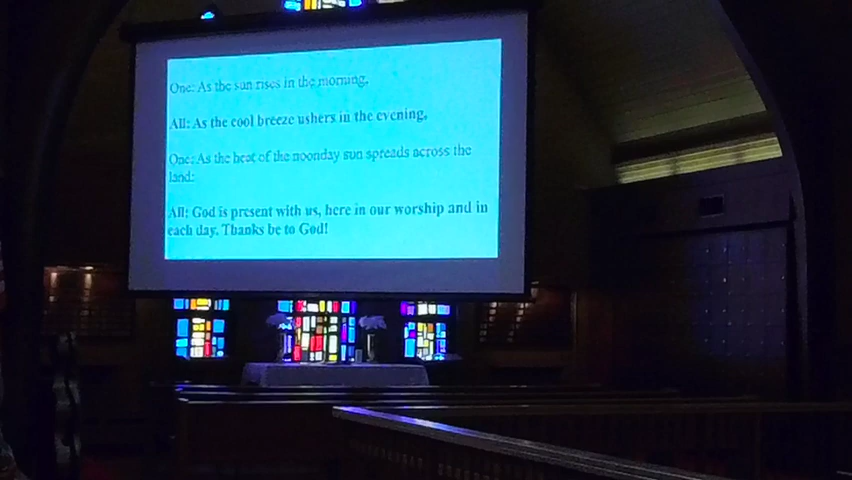 One: As the sun rises in the morning,
All: As the cool breeze ushers in the evening,
One: As the heat of the noonday sun spreads across the
land:
All: God is present with us, here in our worship and in
each day. Thanks be to God!